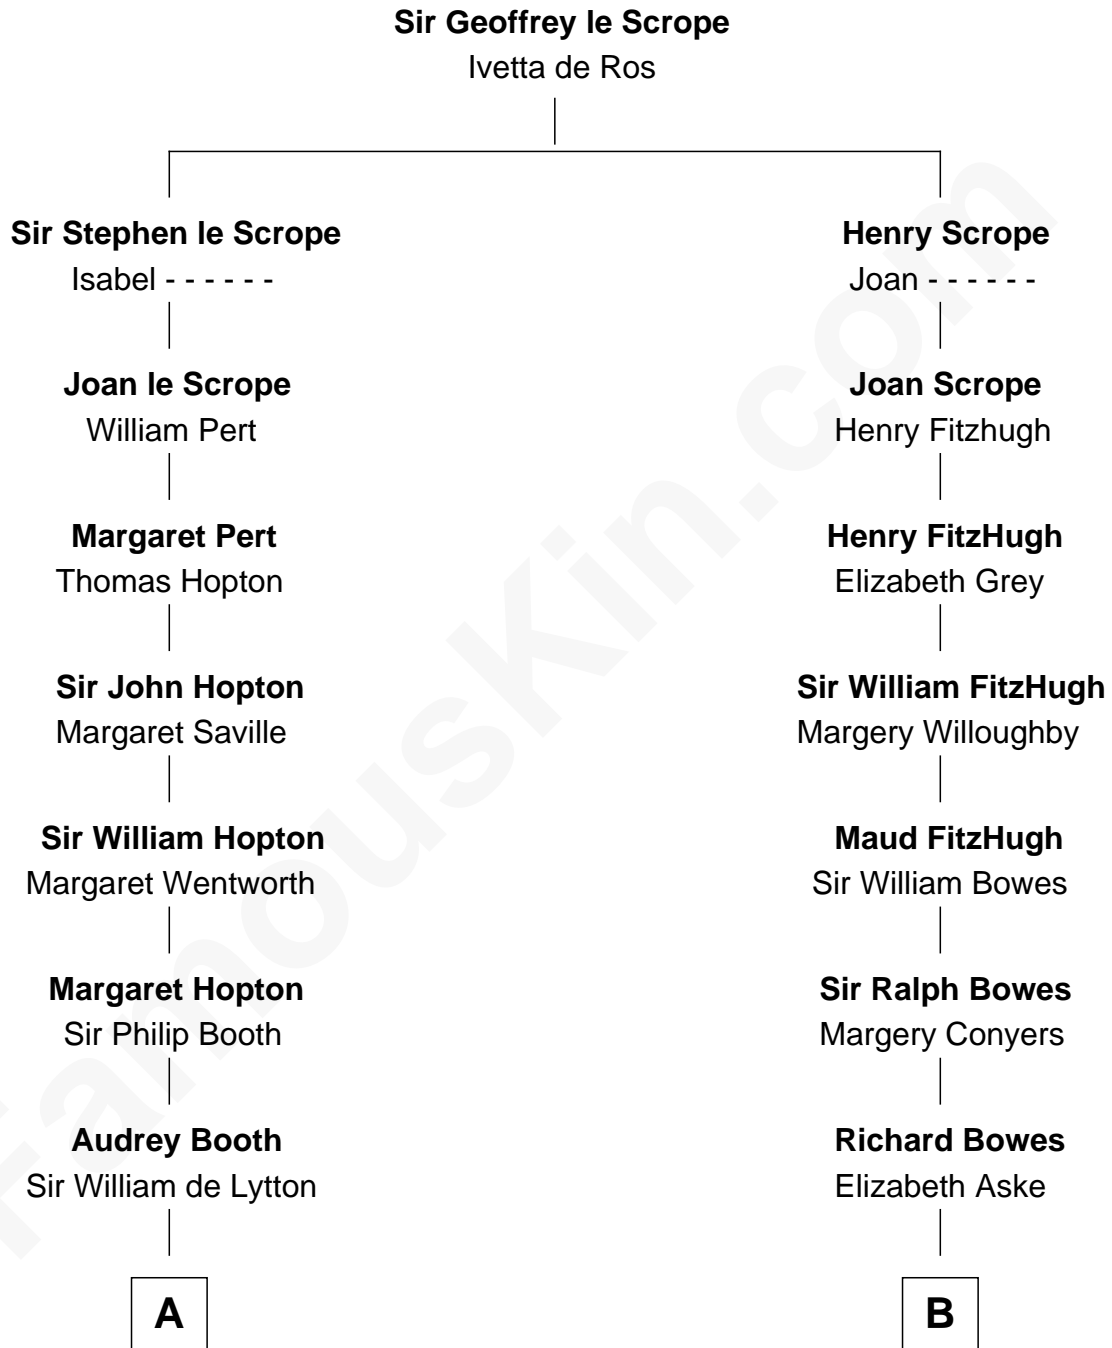 Sir Geoffrey le Scrope
Ivetta de Ros
Sir Stephen le Scrope
Isabel - - - - - -
Joan le Scrope
William Pert
Margaret Pert
Thomas Hopton
Sir John Hopton
Margaret Saville
Sir William Hopton
Margaret Wentworth
Margaret Hopton
Sir Philip Booth
Audrey Booth
Sir William de Lytton
A
Henry Scrope
Joan - - - - - -
Joan Scrope
Henry Fitzhugh
Henry FitzHugh
Elizabeth Grey
Sir William FitzHugh
Margery Willoughby
Maud FitzHugh
Sir William Bowes
Sir Ralph Bowes
Margery Conyers
Richard Bowes
Elizabeth Aske
B
FamousKin.com